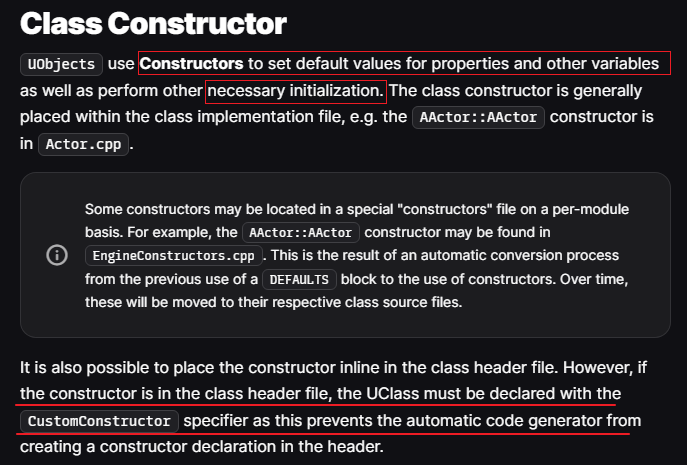 Class Constructor
UObjects use Constructors to set default values for properties and other variables
as well as perform other necessary initialization. The class constructor is generally
placed within the class implementation file, e.g. the AActor::AActor constructor is
in Actor.cpp.
Some constructors may be located in a special "constructors" file on a per-module
basis. For example, the AActor::AActor constructor may be found in
EngineConstructors.cpp. This is the result of an automatic conversion process
from the previous use of a DEFAULTS block to the use of constructors. Over time,
these will be moved to their respective class source files.
It is also possible to place the constructor inline in the class header file. However, if
the constructor is in the class header file, the UClass must be declared with the
CustomConstructor specifier as this prevents the automatic code generator from
creating a constructor declaration in the header.